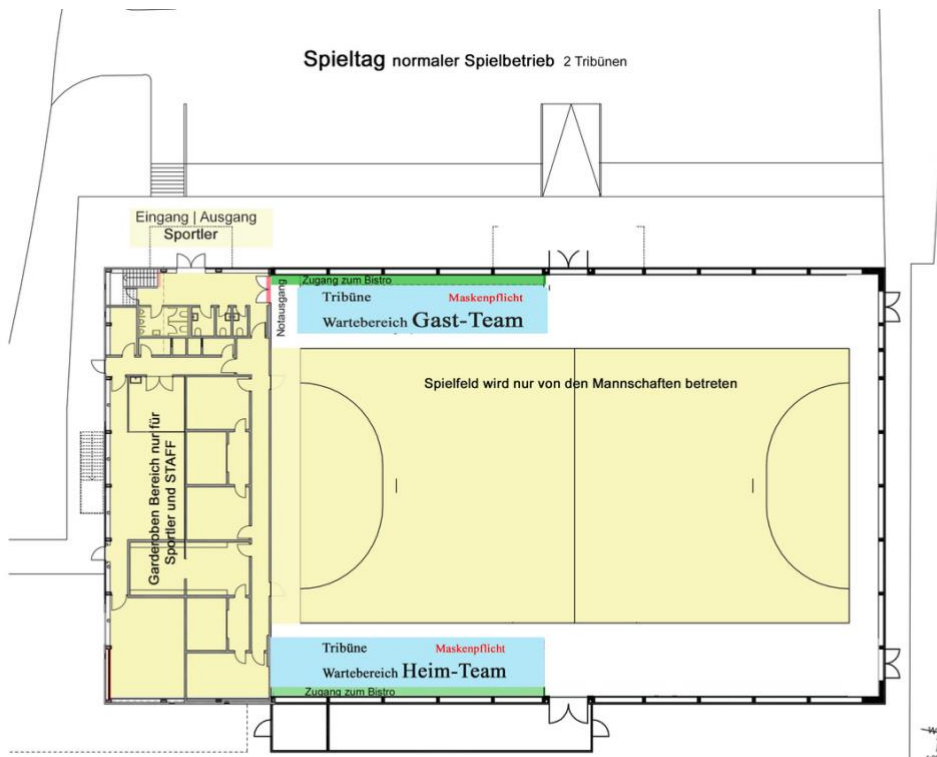 Spieltag normaler Spielbetrieb 2 Tribünen
Eingang | Ausgang
Sportler
Notausgang
Zugang zum Bistro
Tribüne Maskenpflicht
Wartebereich Gast-Team
Spielfeld wird nur von den Mannschaften betreten
Garderoben Bereich nur für
Sportler und STAFF
Tribüne Maskenpflicht
Wartebereich Heim-Team
Zugang zum Bistro